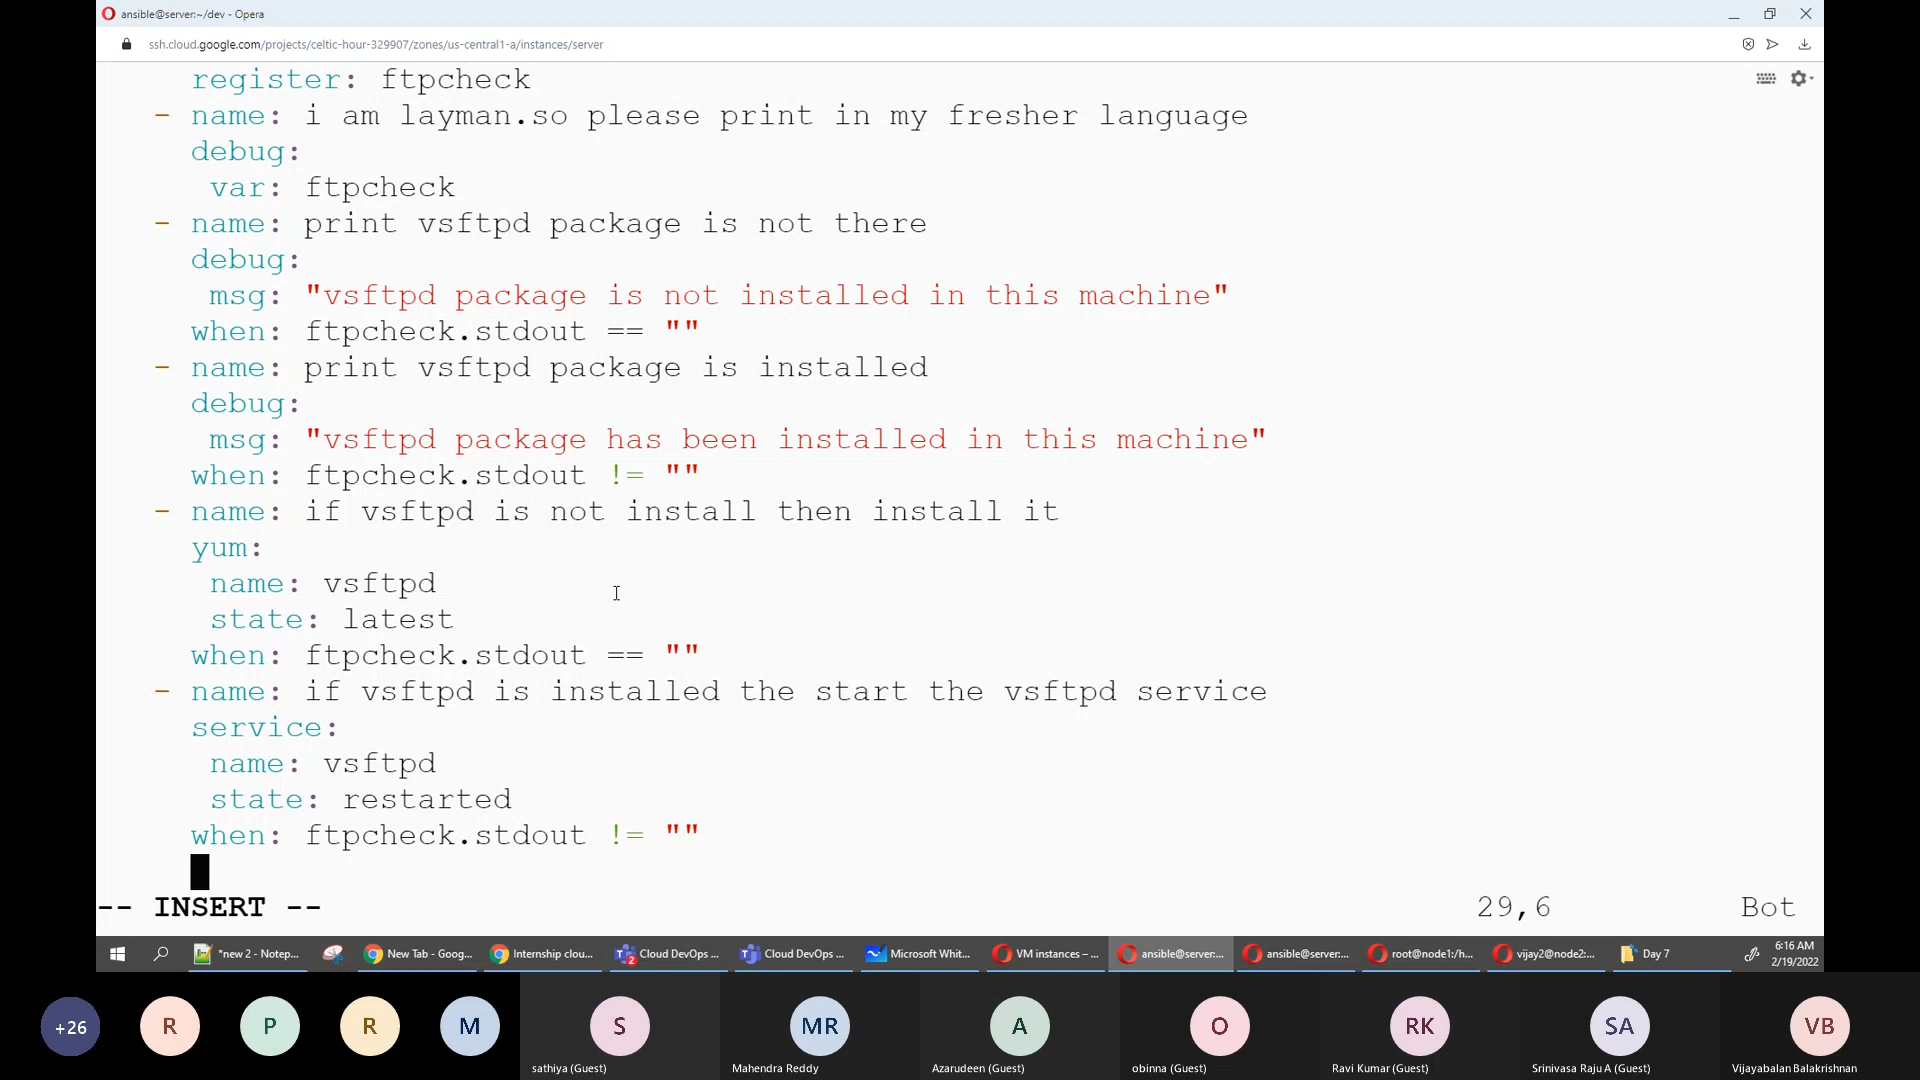 ansible@server:~/dev - Opera
ssh.cloud.google.com/projects/celtic-hour-329907/zones/us-central1-a/instances/server
register: ftpcheck
- name: i am layman.so please print in my fresher language
debug:
var: ftpcheck
- name: print vsftpd package is not there
debug:
msg: "vsftpd package is not installed in this machine"
when: ftpcheck.stdout == ""
- name: print vsftpd package is installed
debug:
msg: "vsftpd package has been installed in this machine"
when: ftpcheck.stdout != ""
- name: if vsftpd is not install then install it
yum:
name: vsftpd
state: latest
when: ftpcheck.stdout == ""
- name: if vsftpd is installed the start the vsftpd service
service:
name: vsftpd
state: restarted
when: ftpcheck.stdout != ""
-- INSERT -- 29,6 Bot
*new 2 - Notep... New Tab - Goog... Internship clou... 2 Cloud DevOps ... Cloud DevOps ... Microsoft Whit... VM instances – ... ansible@server:... ansible@server:... root@node1:/h... vijay2@node2:... Day 7 6:16 AM
2/19/2022
+26 R P R M S MR A O RK SA VB
sathiya (Guest) Mahendra Reddy Azarudeen (Guest) obinna (Guest) Ravi Kumar (Guest) Srinivasa Raju A (Guest) Vijayabalan Balakrishnan